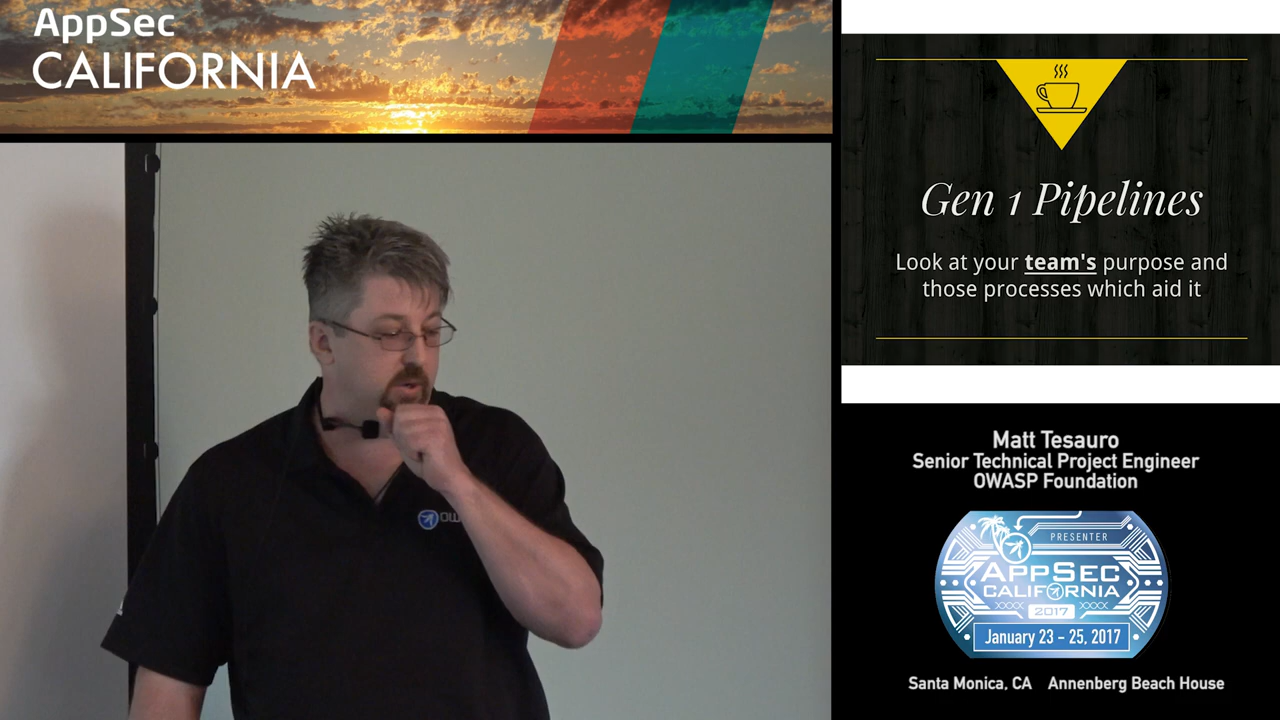 AppSec
CALIFORNIA
Gen 1 Pipelines
Look at your team's purpose and
those processes which aid it
Matt Tesauro
Senior Technical Project Engineer
OWASP Foundation
PRESENTER
APPSEC
CALIFORNIA
XXXX 2017 XXXX
January 23 - 25, 2017
Santa Monica, CA Annenberg Beach House